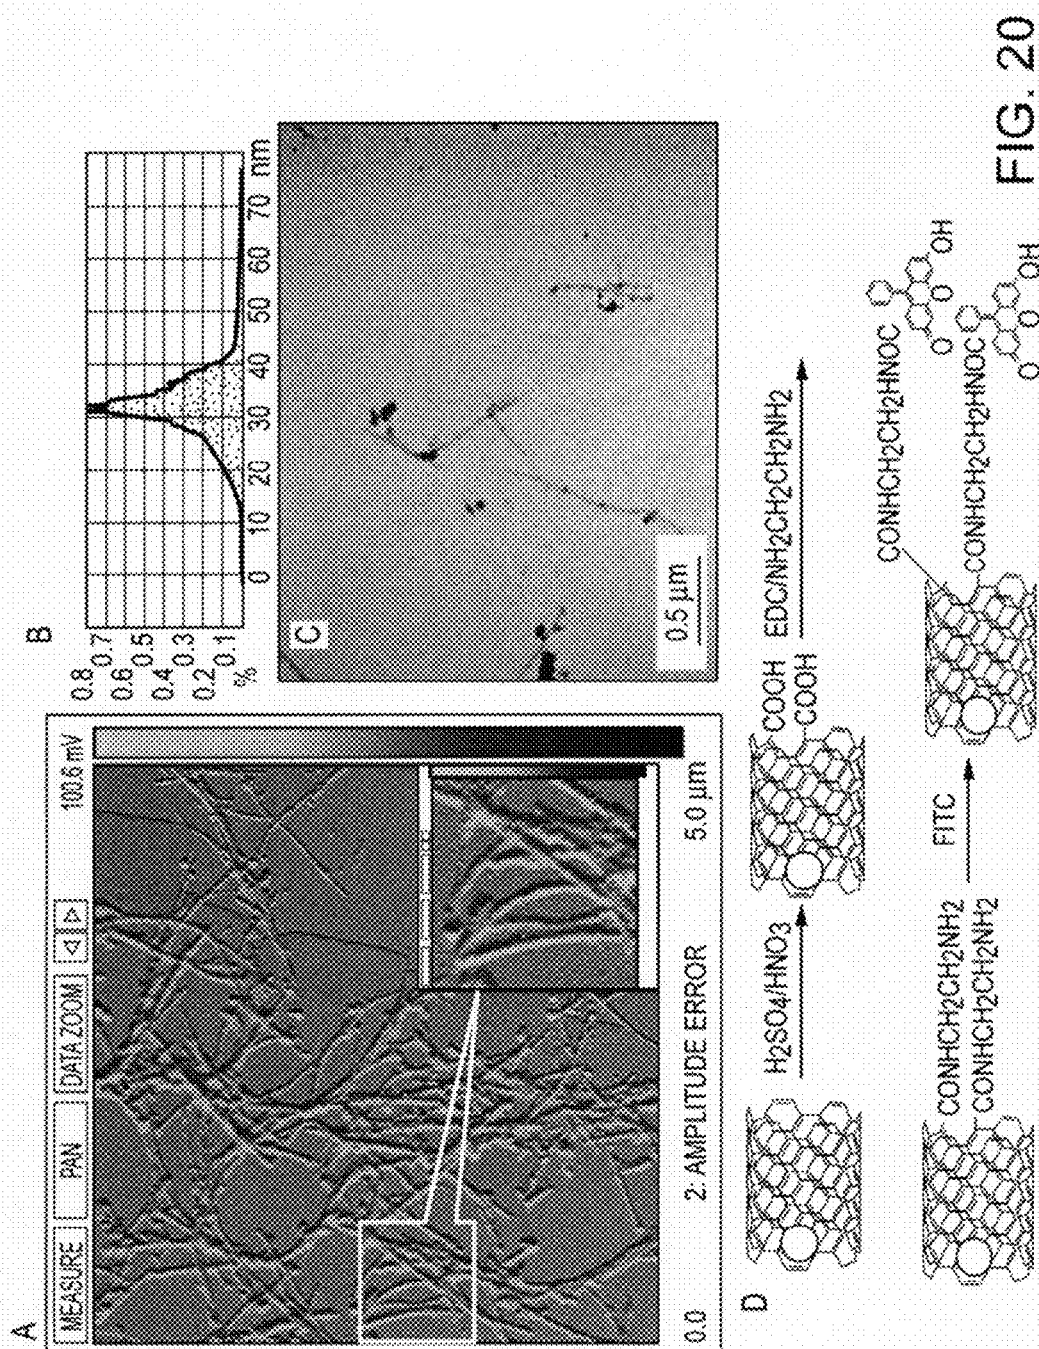 A
MEASURE PAN DATA ZOOM
100.6 mV
0.0 2: AMPLITUDE ERROR 5.0 µm
B
0.8
0.7
0.6
0.5
0.4
0.3
0.2
0.1
%
0 10 20 30 40 50 60 70 nm
C
0.5 µm
D
H2SO4/HNO3
COOH
COOH
EDC/NH2CH2CH2NH2
CONHCH2CH2NH2
CONHCH2CH2NH2
FITC
CONHCH2CH2HNOC
CONHCH2CH2HNOC
O O OH
O O OH
FIG. 20